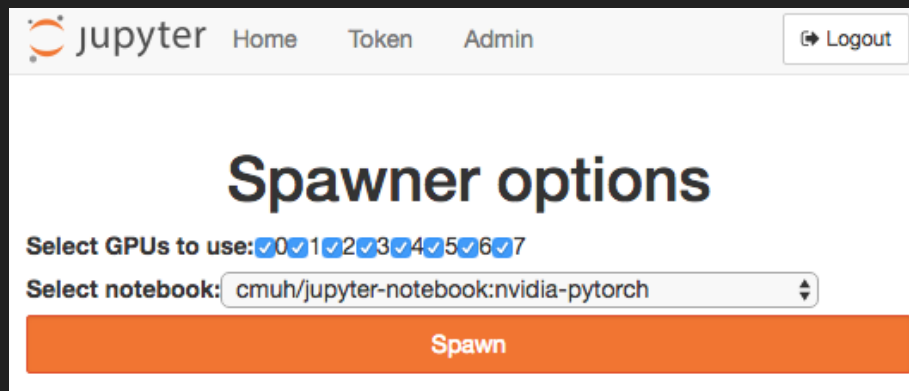 jupyter Home Token Admin Logout
Spawner options
Select GPUs to use: 0 1 2 3 4 5 6 7
Select notebook: cmuh/jupyter-notebook:nvidia-pytorch
Spawn